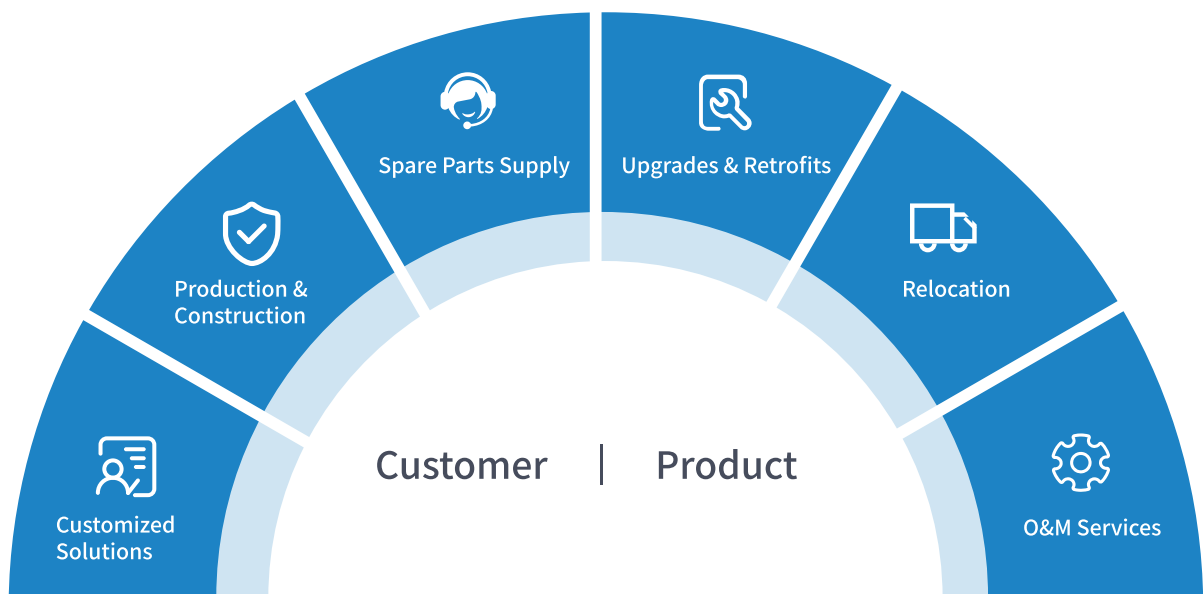 Spare Parts Supply
Upgrades & Retrofits
Production &
Construction
Relocation
Customer | Product
Customized
Solutions
O&M Services